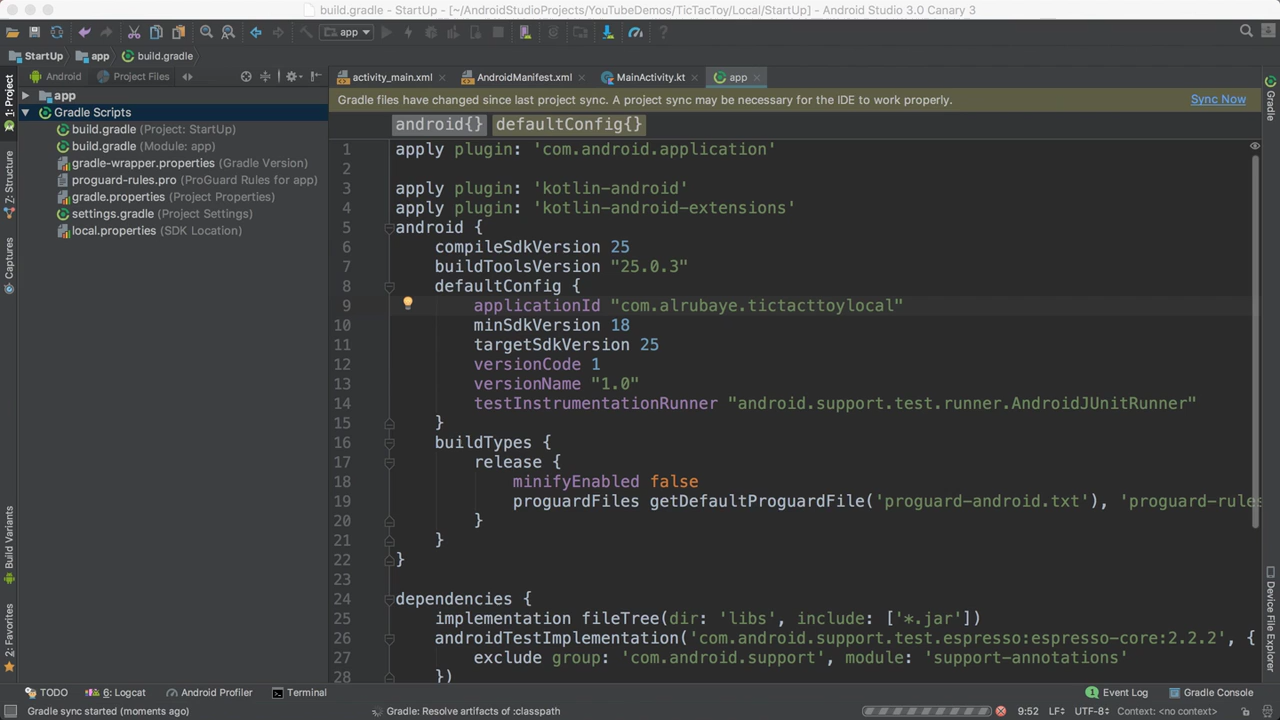 build.gradle - StartUp - [~/AndroidStudioProjects/YouTubeDemos/TicTacToy/Local/StartUp] - Android Studio 3.0 Canary 3
app
StartUp app build.gradle
Android Project Files
activity_main.xml AndroidManifest.xml MainActivity.kt app
1: Project
Z: Structure
Captures
Build Variants
2: Favorites
app
Gradle Scripts
build.gradle (Project: StartUp)
build.gradle (Module: app)
gradle-wrapper.properties (Gradle Version)
proguard-rules.pro (ProGuard Rules for app)
gradle.properties (Project Properties)
settings.gradle (Project Settings)
local.properties (SDK Location)
Gradle files have changed since last project sync. A project sync may be necessary for the IDE to work properly. Sync Now
android{} defaultConfig{}
1 apply plugin: 'com.android.application'
2
3 apply plugin: 'kotlin-android'
4 apply plugin: 'kotlin-android-extensions'
5 android {
6 compileSdkVersion 25
7 buildToolsVersion "25.0.3"
8 defaultConfig {
9 applicationId "com.alrubaye.tictacttoylocal"
10 minSdkVersion 18
11 targetSdkVersion 25
12 versionCode 1
13 versionName "1.0"
14 testInstrumentationRunner "android.support.test.runner.AndroidJUnitRunner"
15 }
16 buildTypes {
17 release {
18 minifyEnabled false
19 proguardFiles getDefaultProguardFile('proguard-android.txt'), 'proguard-rules
20 }
21 }
22 }
23
24 dependencies {
25 implementation fileTree(dir: 'libs', include: ['*.jar'])
26 androidTestImplementation('com.android.support.test.espresso:espresso-core:2.2.2', {
27 exclude group: 'com.android.support', module: 'support-annotations'
28 })
Gradle
Device File Explorer
TODO 6: Logcat Android Profiler Terminal 1 Event Log Gradle Console
Gradle sync started (moments ago) Gradle: Resolve artifacts of :classpath 9:52 LF÷ UTF-8÷ Context: <no context>